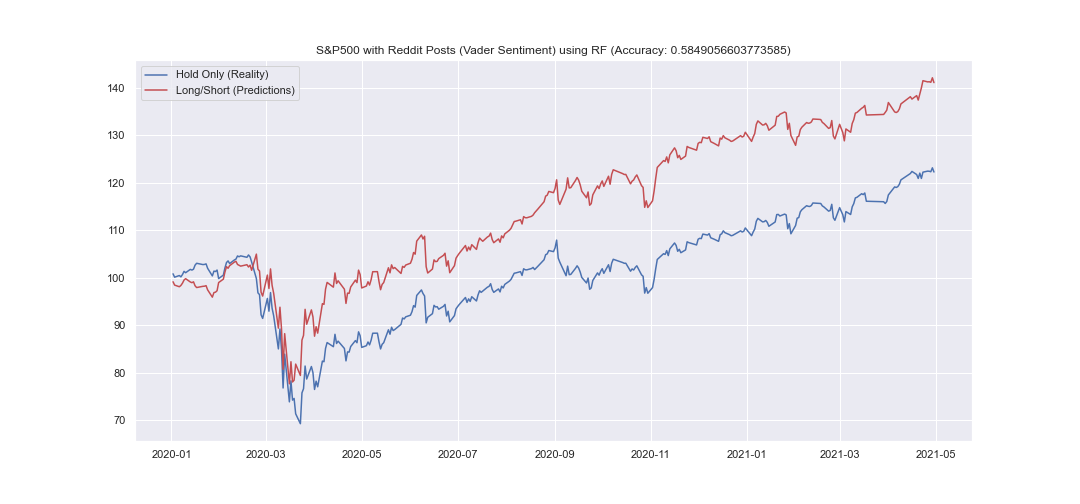 S&P500 with Reddit Posts (Vader Sentiment) using RF (Accuracy: 0.5849056603773585)
Hold Only (Reality)
Long/Short (Predictions)
140
130
120
110
100
90
80
70
2020-01 2020-03 2020-05 2020-07 2020-09 2020-11 2021-01 2021-03 2021-05